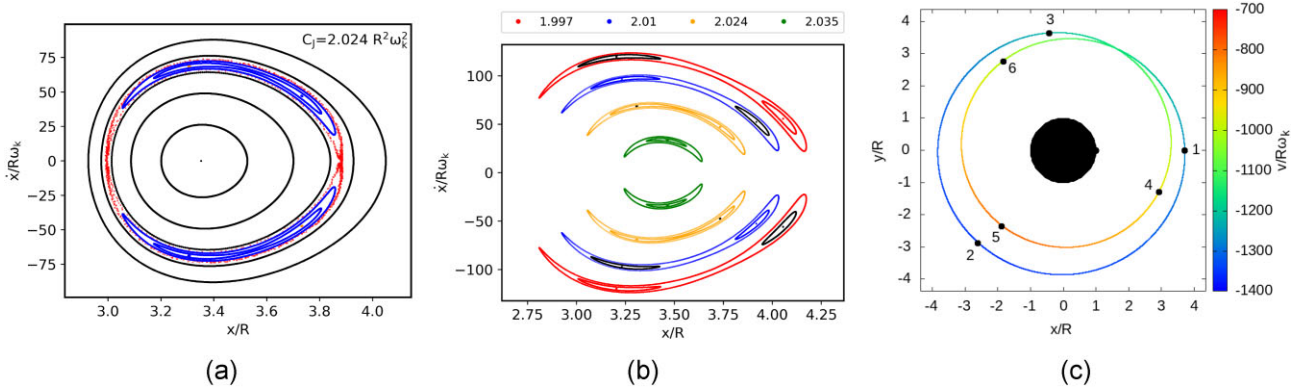 C_J=2.024 R²ω_k²
ẋ/Rω_k
75
50
25
0
−25
−50
−75
3.0 3.2 3.4 3.6 3.8 4.0
x/R
(a)
1.997 2.01 2.024 2.035
ẋ/Rω_k
100
50
0
−50
−100
2.75 3.00 3.25 3.50 3.75 4.00 4.25
x/R
(b)
y/R
4
3
2
1
0
-1
-2
-3
-4
3
6
1
4
5
2
-4 -3 -2 -1 0 1 2 3 4
x/R
-700
-800
-900
-1000
-1100
-1200
-1300
-1400
v/Rω_k
(c)